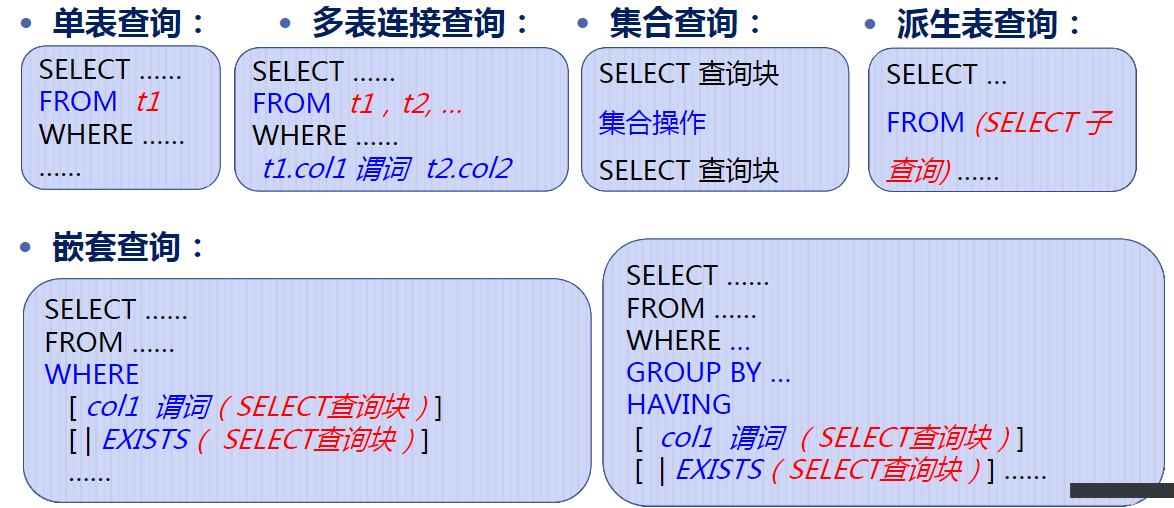 • 单表查询：
SELECT ……
FROM t1
WHERE ……
……
• 多表连接查询：
SELECT ……
FROM t1，t2, …
WHERE ……
t1.col1 谓词 t2.col2
• 集合查询：
SELECT 查询块
集合操作
SELECT 查询块
• 派生表查询：
SELECT …
FROM (SELECT 子
查询) ……
• 嵌套查询：
SELECT ……
FROM ……
WHERE
[ col1 谓词（SELECT查询块）]
[ | EXISTS（ SELECT查询块）]
……
SELECT ……
FROM ……
WHERE …
GROUP BY …
HAVING
[ col1 谓词 （SELECT查询块）]
[ | EXISTS（SELECT查询块）] ……